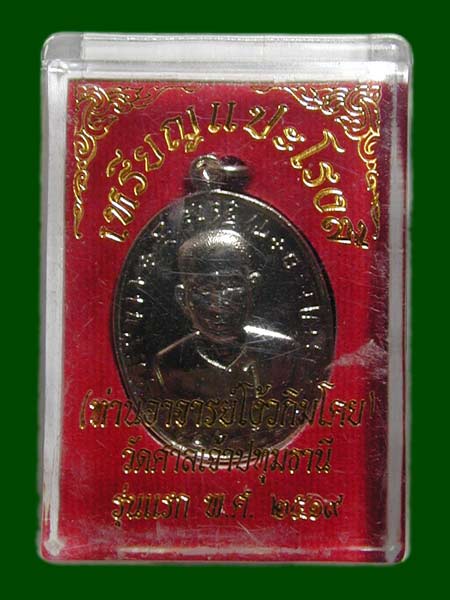 เหรียญแปะโรงสี
(ท่านอาจารย์โง้วกิมโคย)
วัดศาลเจ้าปทุมธานี
รุ่นแรก พ.ศ. ๒๕๑๙